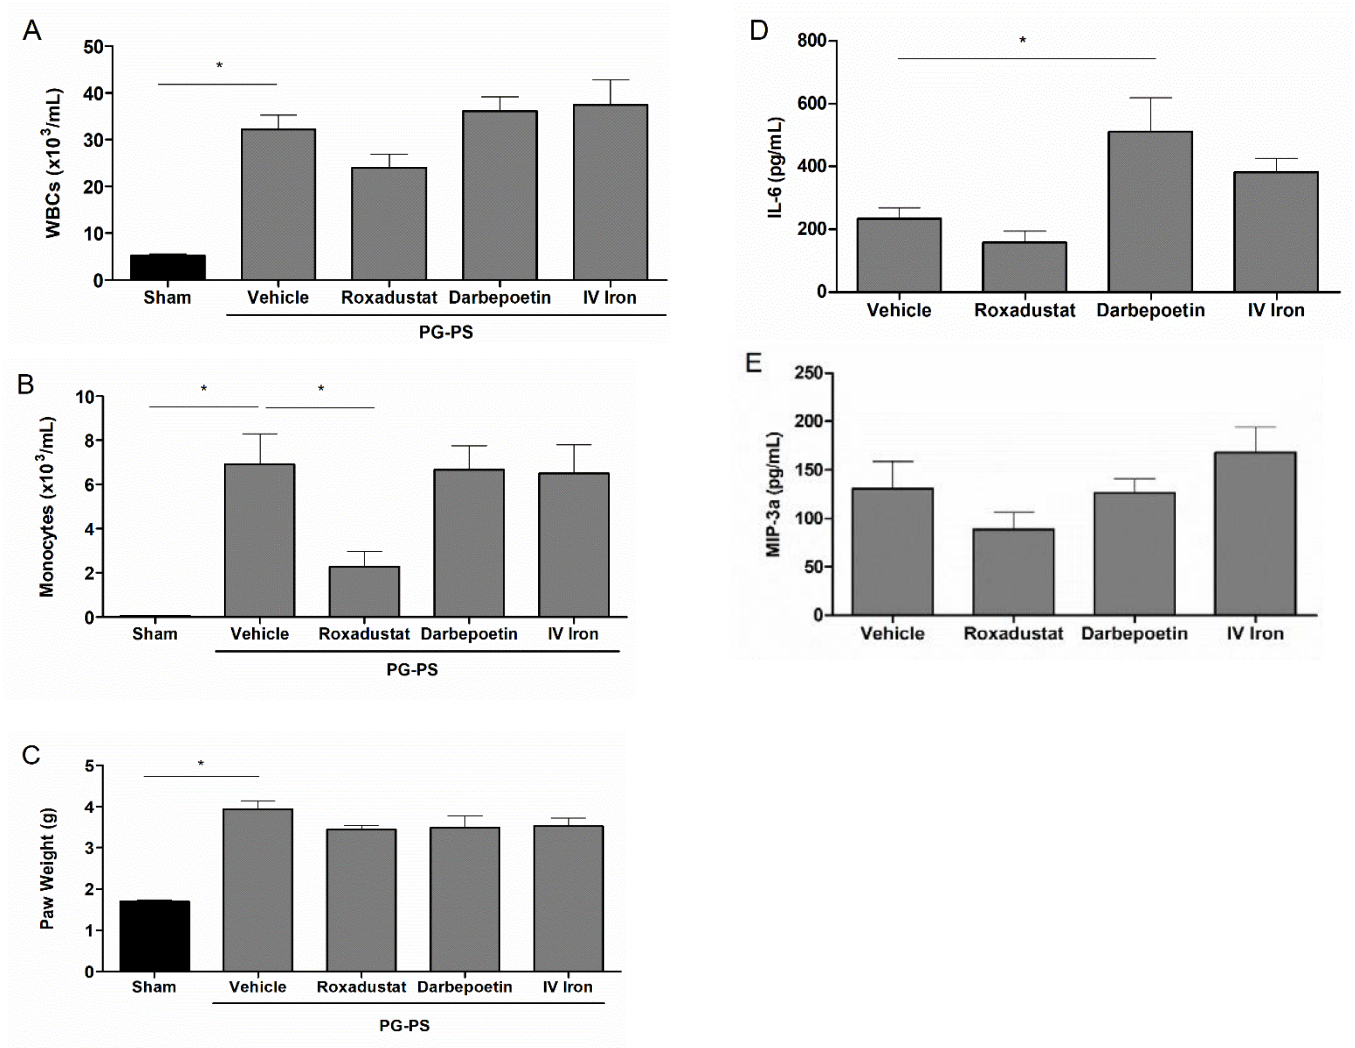 A
WBCs (x10³/mL)
50
40
30
20
10
0
*
Sham Vehicle Roxadustat Darbepoetin IV Iron
PG-PS
B
Monocytes (x10³/mL)
10
8
6
4
2
0
* *
Sham Vehicle Roxadustat Darbepoetin IV Iron
PG-PS
C
Paw Weight (g)
5
4
3
2
1
0
*
Sham Vehicle Roxadustat Darbepoetin IV Iron
PG-PS
D
IL-6 (pg/mL)
800
600
400
200
0
*
Vehicle Roxadustat Darbepoetin IV Iron
E
MIP-3a (pg/mL)
250
200
150
100
50
0
Vehicle Roxadustat Darbepoetin IV Iron